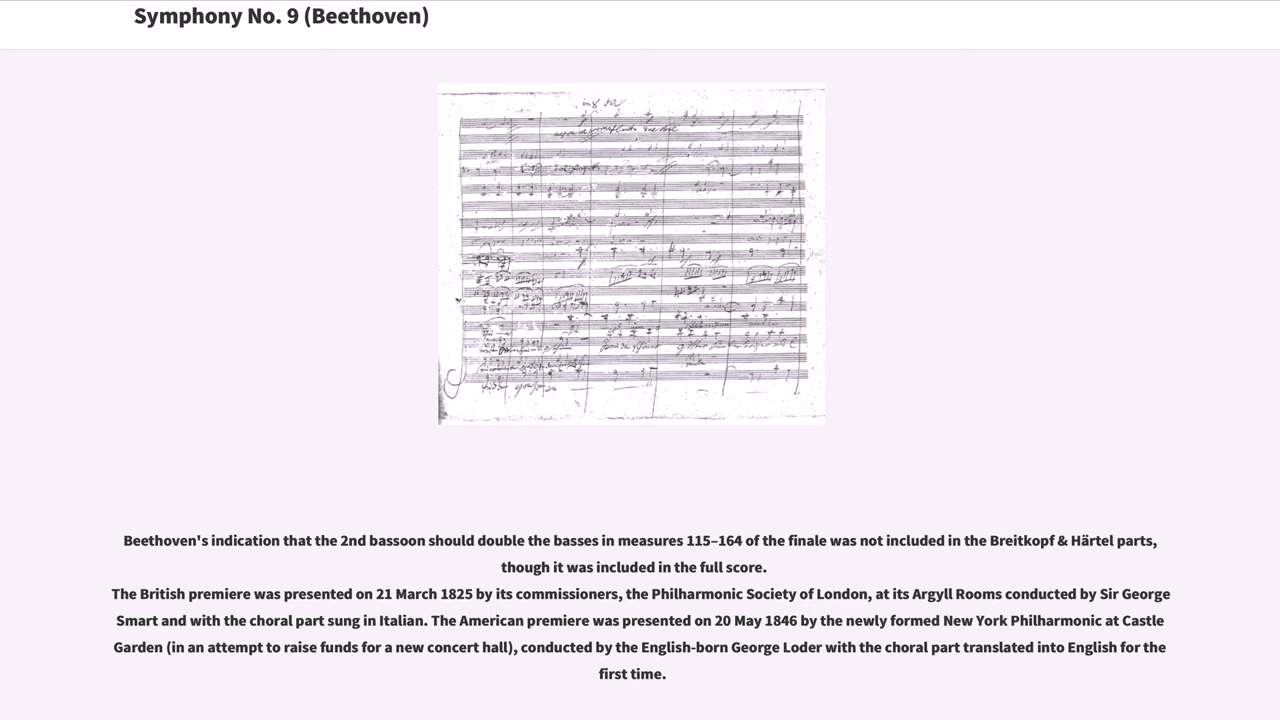 Symphony No. 9 (Beethoven)
Beethoven's indication that the 2nd bassoon should double the basses in measures 115–164 of the finale was not included in the Breitkopf & Härtel parts,
though it was included in the full score.
The British premiere was presented on 21 March 1825 by its commissioners, the Philharmonic Society of London, at its Argyll Rooms conducted by Sir George
Smart and with the choral part sung in Italian. The American premiere was presented on 20 May 1846 by the newly formed New York Philharmonic at Castle
Garden (in an attempt to raise funds for a new concert hall), conducted by the English-born George Loder with the choral part translated into English for the
first time.